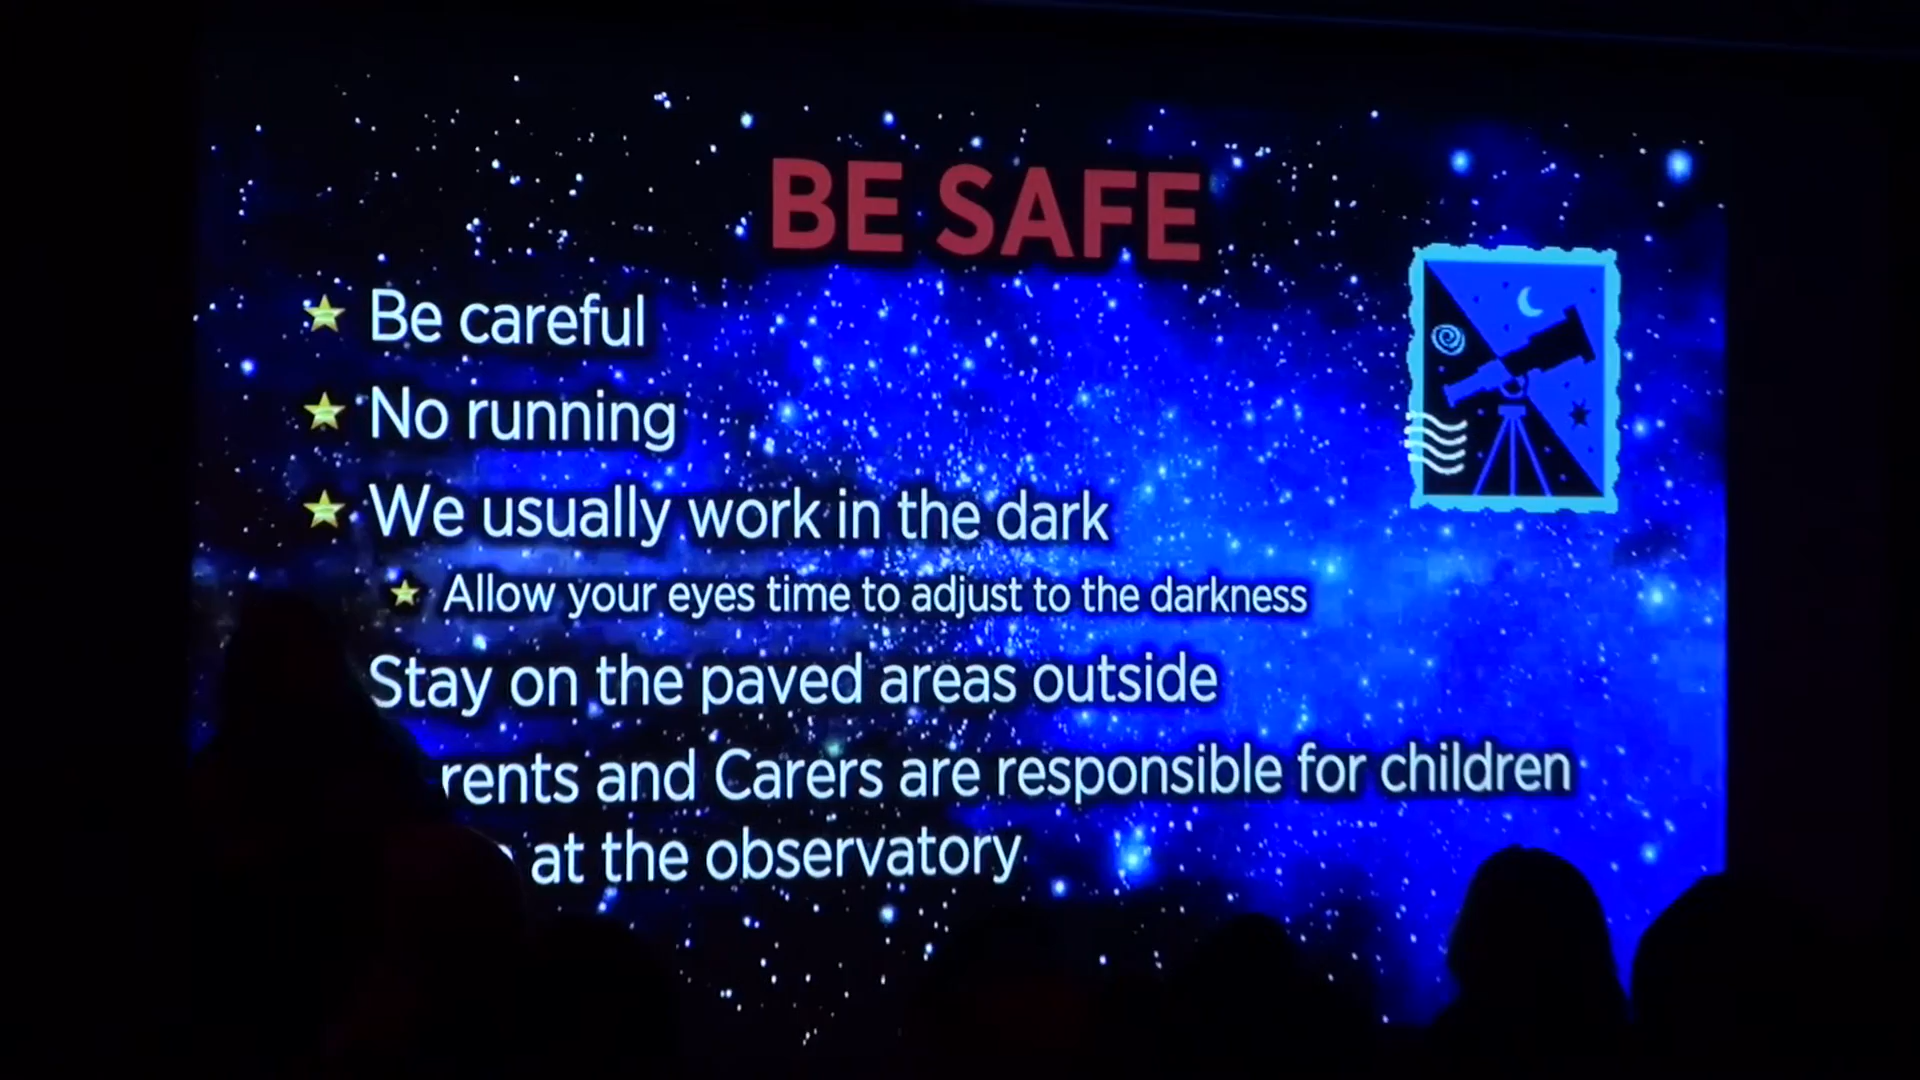 BE SAFE
Be careful
No running
We usually work in the dark
Allow your eyes time to adjust to the darkness
Stay on the paved areas outside
rents and Carers are responsible for children
at the observatory